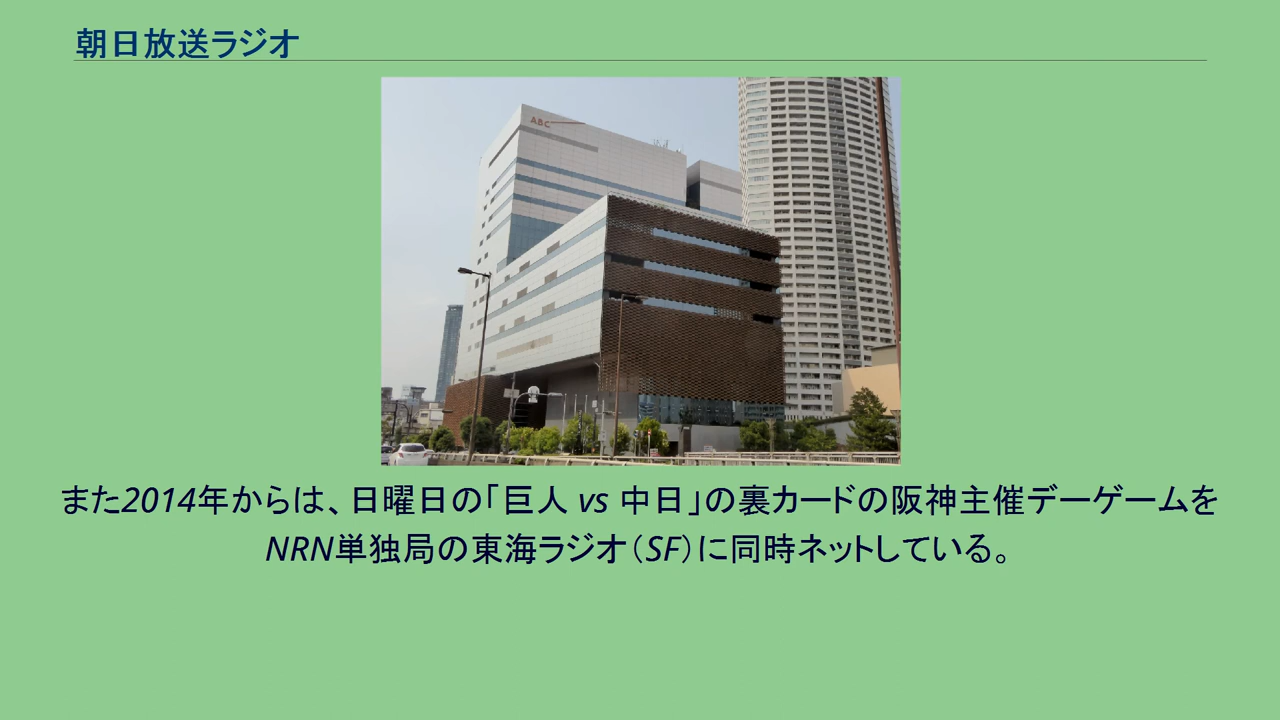 朝日放送ラジオ
ABC
また2014年からは、日曜日の「巨人 vs 中日」の裏カードの阪神主催デーゲームを
NRN単独局の東海ラジオ（SF）に同時ネットしている。